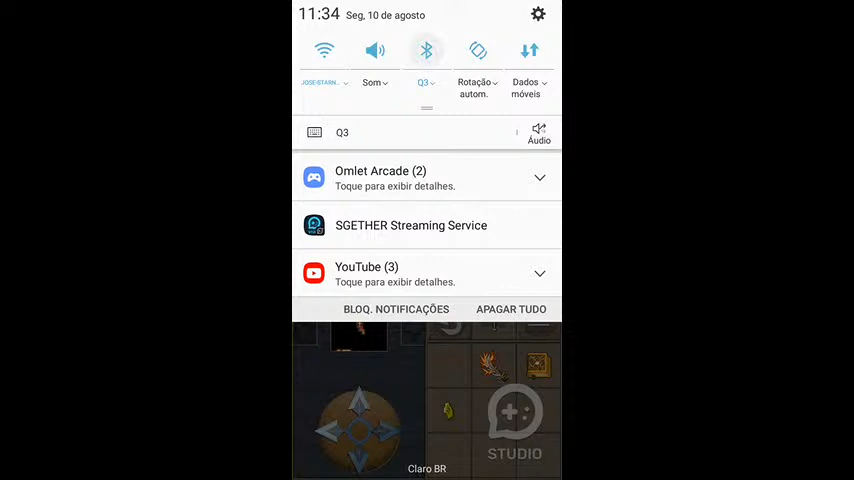 11:34 Seg, 10 de agosto
JOSE-STARN...
Som
Q3
Rotação
autom.
Dados
móveis
Q3
Áudio
Omlet Arcade (2)
Toque para exibir detalhes.
SGETHER Streaming Service
YouTube (3)
Toque para exibir detalhes.
BLOQ. NOTIFICAÇÕES APAGAR TUDO
STUDIO
Claro BR